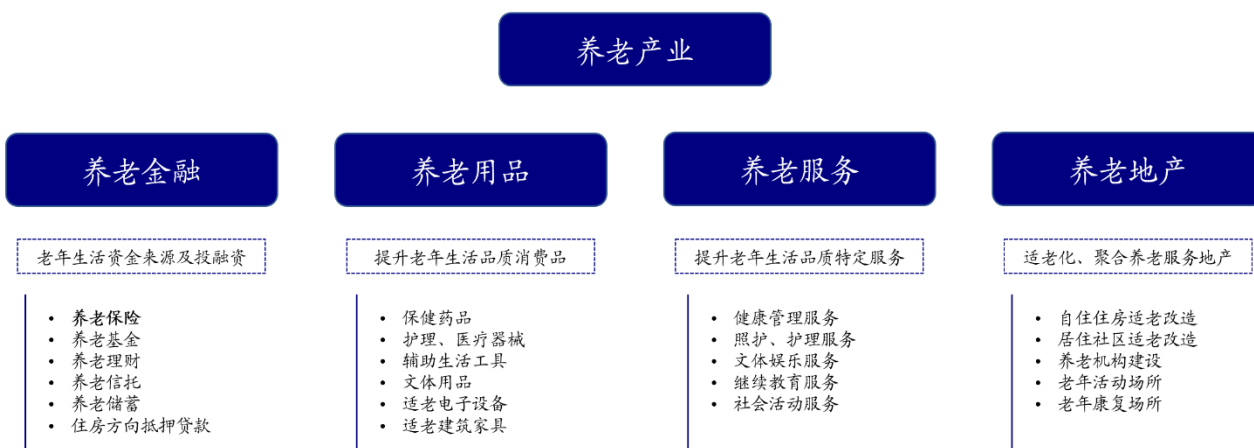 养老产业
养老金融
养老用品
养老服务
养老地产
老年生活资金来源及投融资
提升老年生活品质消费品
提升老年生活品质特定服务
适老化、聚合养老服务地产
• 养老保险
• 养老基金
• 养老理财
• 养老信托
• 养老储蓄
• 住房方向抵押贷款
• 保健药品
• 护理、医疗器械
• 辅助生活工具
• 文体用品
• 适老电子设备
• 适老建筑家具
• 健康管理服务
• 照护、护理服务
• 文体娱乐服务
• 继续教育服务
• 社会活动服务
• 自住住房适老改造
• 居住社区适老改造
• 养老机构建设
• 老年活动场所
• 老年康复场所